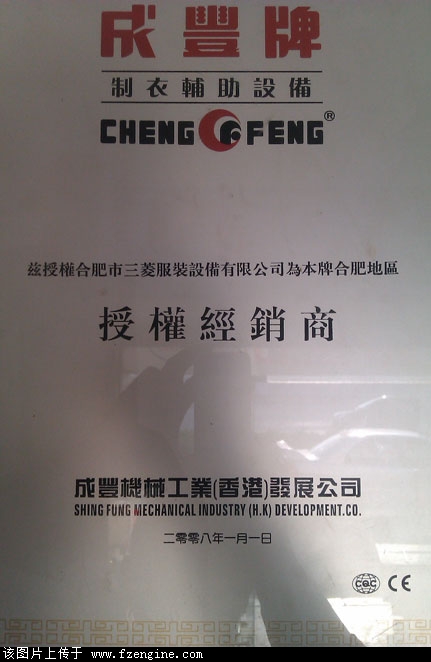 成豐牌
制衣輔助設備
CHENG FENG®
茲授權合肥市三菱服裝設備有限公司為本牌合肥地區
授權經銷商
成豐機械工業(香港)發展公司
SHING FUNG MECHANICAL INDUSTRY (H.K) DEVELOPMENT.CO.
二零零八年一月一日
CQC CE
该图片上传于 www.fzengine.com